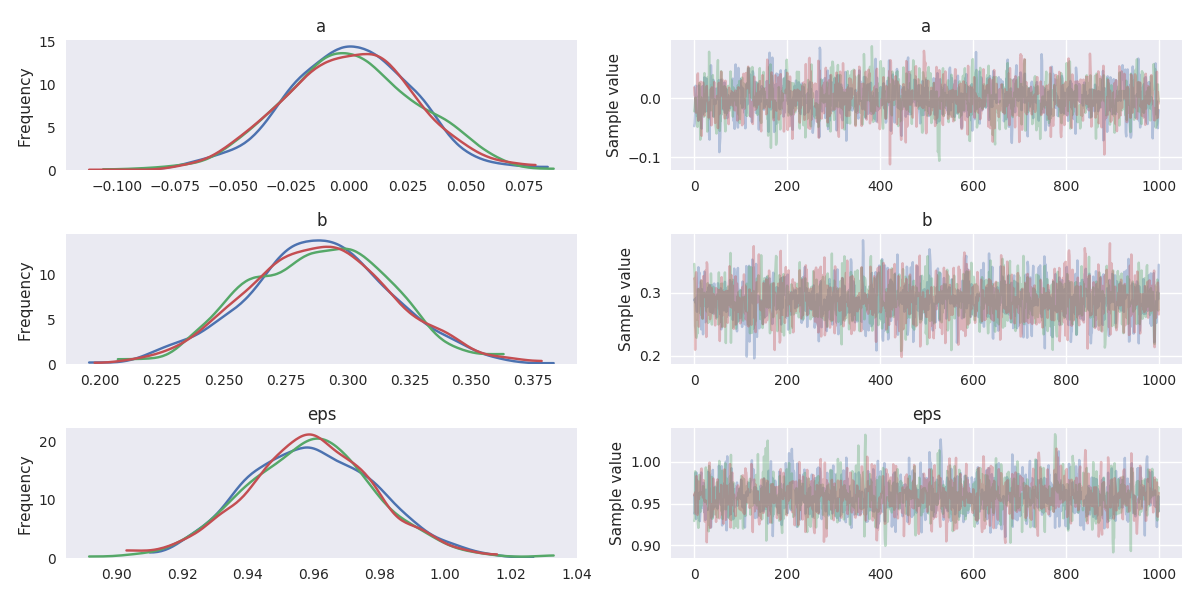 a
Frequency
15
10
5
0
−0.100 −0.075 −0.050 −0.025 0.000 0.025 0.050 0.075
a
Sample value
0.0
−0.1
0 200 400 600 800 1000
b
Frequency
10
5
0
0.200 0.225 0.250 0.275 0.300 0.325 0.350 0.375
b
Sample value
0.3
0.2
0 200 400 600 800 1000
eps
Frequency
20
10
0
0.90 0.92 0.94 0.96 0.98 1.00 1.02 1.04
eps
Sample value
1.00
0.95
0.90
0 200 400 600 800 1000